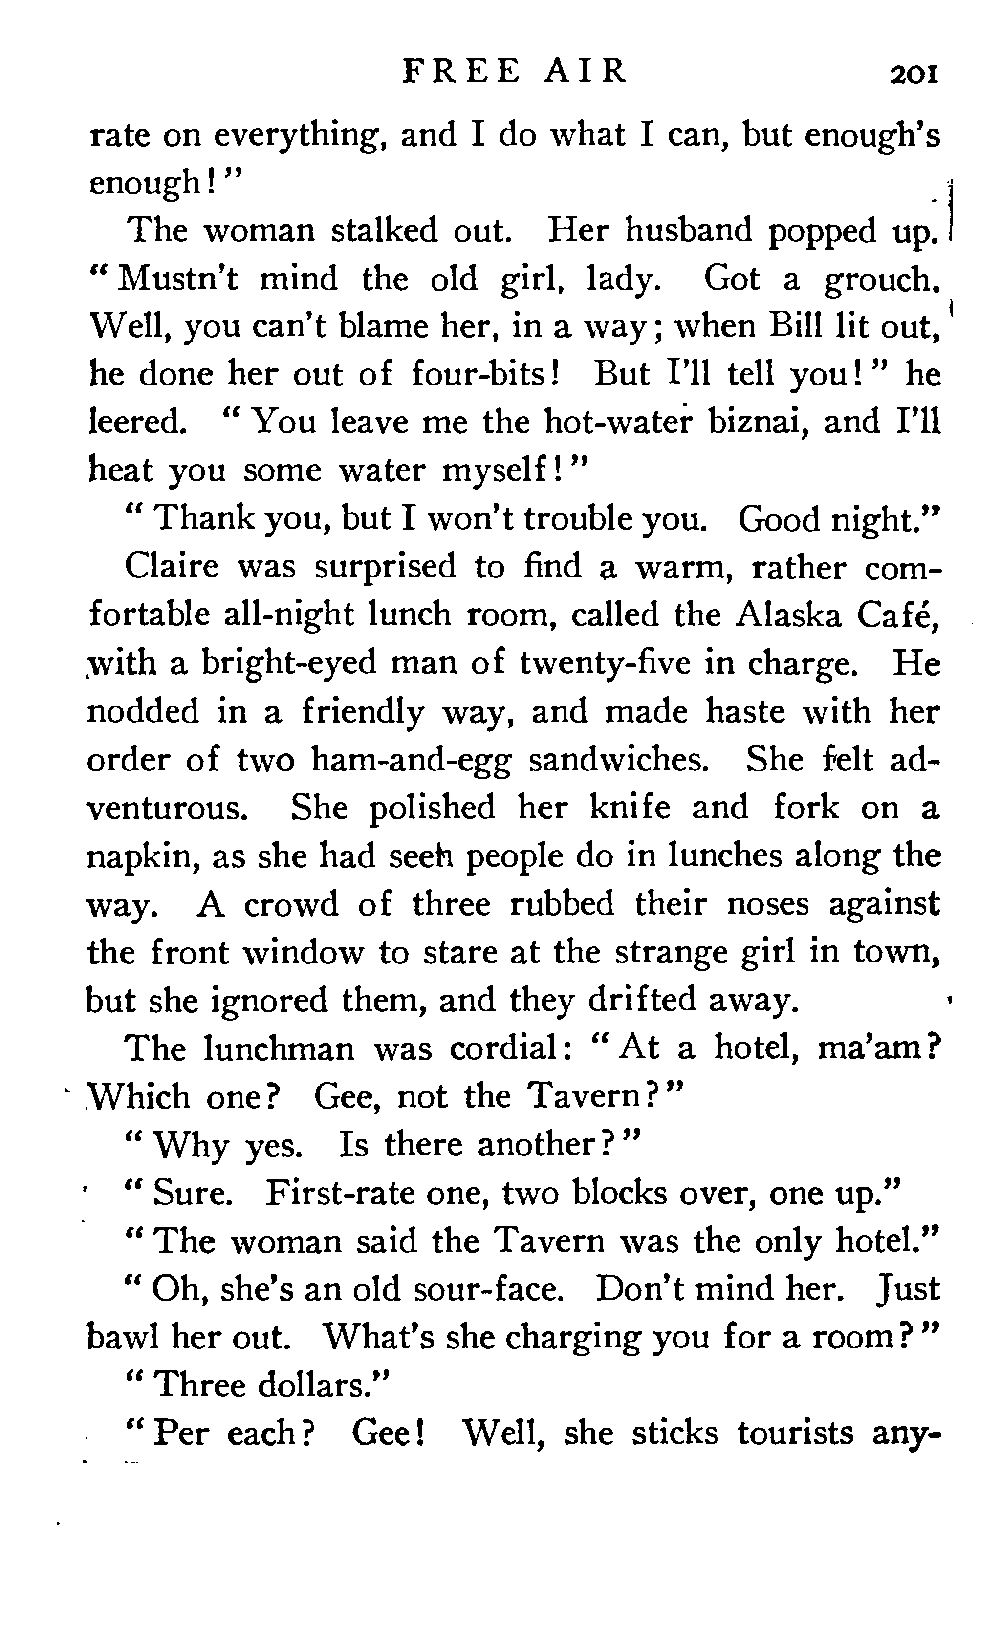 FREE AIR 201
rate on everything, and I do what I can, but enough's
enough!"
The woman stalked out. Her husband popped up.
"Mustn't mind the old girl, lady. Got a grouch.
Well, you can't blame her, in a way; when Bill lit out,
he done her out of four-bits! But I'll tell you!" he
leered. "You leave me the hot-water biznai, and I'll
heat you some water myself!"
"Thank you, but I won't trouble you. Good night."
Claire was surprised to find a warm, rather com-
fortable all-night lunch room, called the Alaska Café,
with a bright-eyed man of twenty-five in charge. He
nodded in a friendly way, and made haste with her
order of two ham-and-egg sandwiches. She felt ad-
venturous. She polished her knife and fork on a
napkin, as she had seen people do in lunches along the
way. A crowd of three rubbed their noses against
the front window to stare at the strange girl in town,
but she ignored them, and they drifted away.
The lunchman was cordial: "At a hotel, ma'am?
Which one? Gee, not the Tavern?"
"Why yes. Is there another?"
"Sure. First-rate one, two blocks over, one up."
"The woman said the Tavern was the only hotel."
"Oh, she's an old sour-face. Don't mind her. Just
bawl her out. What's she charging you for a room?"
"Three dollars."
"Per each? Gee! Well, she sticks tourists any-